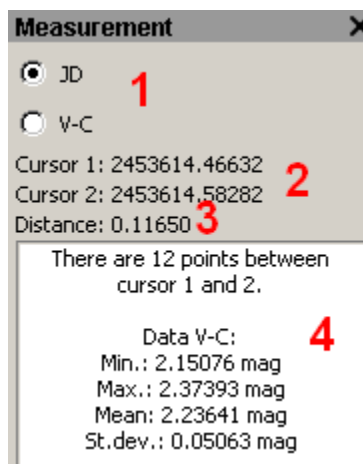 Measurement
JD
1
V-C
Cursor 1: 2453614.46632
Cursor 2: 2453614.58282
2
Distance: 0.11650
3
There are 12 points between
cursor 1 and 2.
Data V-C:
4
Min.: 2.15076 mag
Max.: 2.37393 mag
Mean: 2.23641 mag
St.dev.: 0.05063 mag